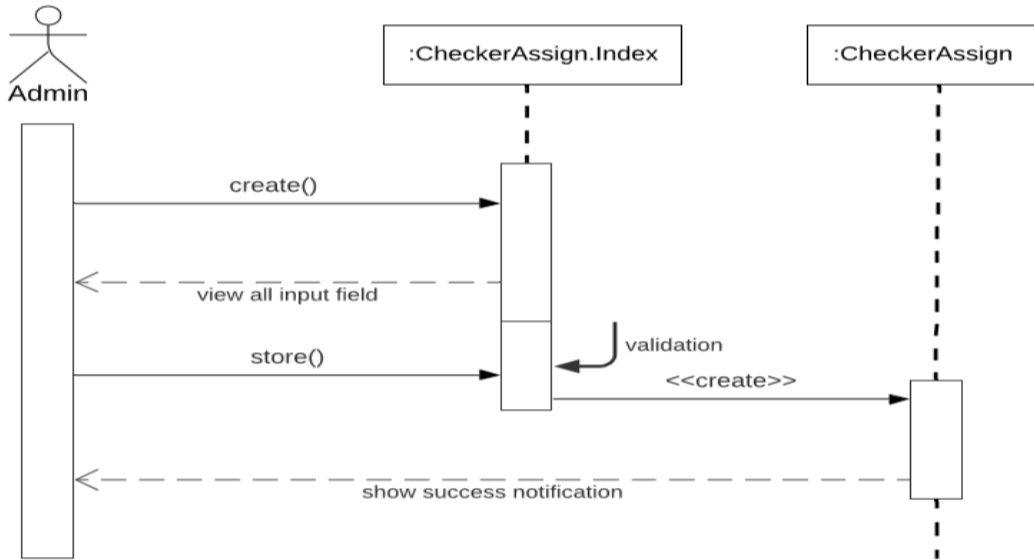 :CheckerAssign.Index
:CheckerAssign
Admin
create()
view all input field
store()
validation
<<create>>
show success notification